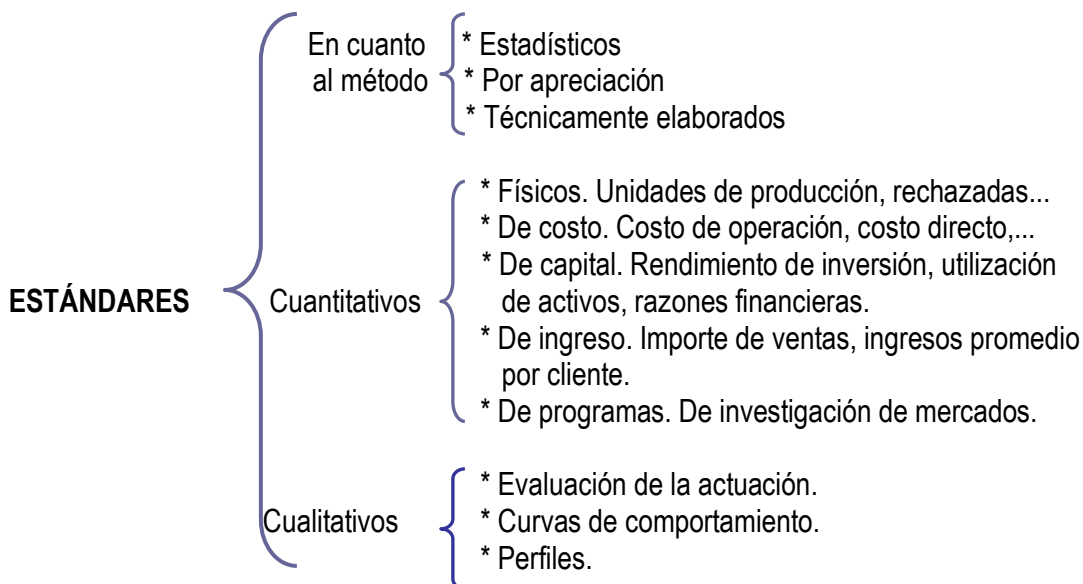 En cuanto
al método
* Estadísticos
* Por apreciación
* Técnicamente elaborados
ESTÁNDARES
Cuantitativos
* Físicos. Unidades de producción, rechazadas...
* De costo. Costo de operación, costo directo,...
* De capital. Rendimiento de inversión, utilización
de activos, razones financieras.
* De ingreso. Importe de ventas, ingresos promedio
por cliente.
* De programas. De investigación de mercados.
Cualitativos
* Evaluación de la actuación.
* Curvas de comportamiento.
* Perfiles.